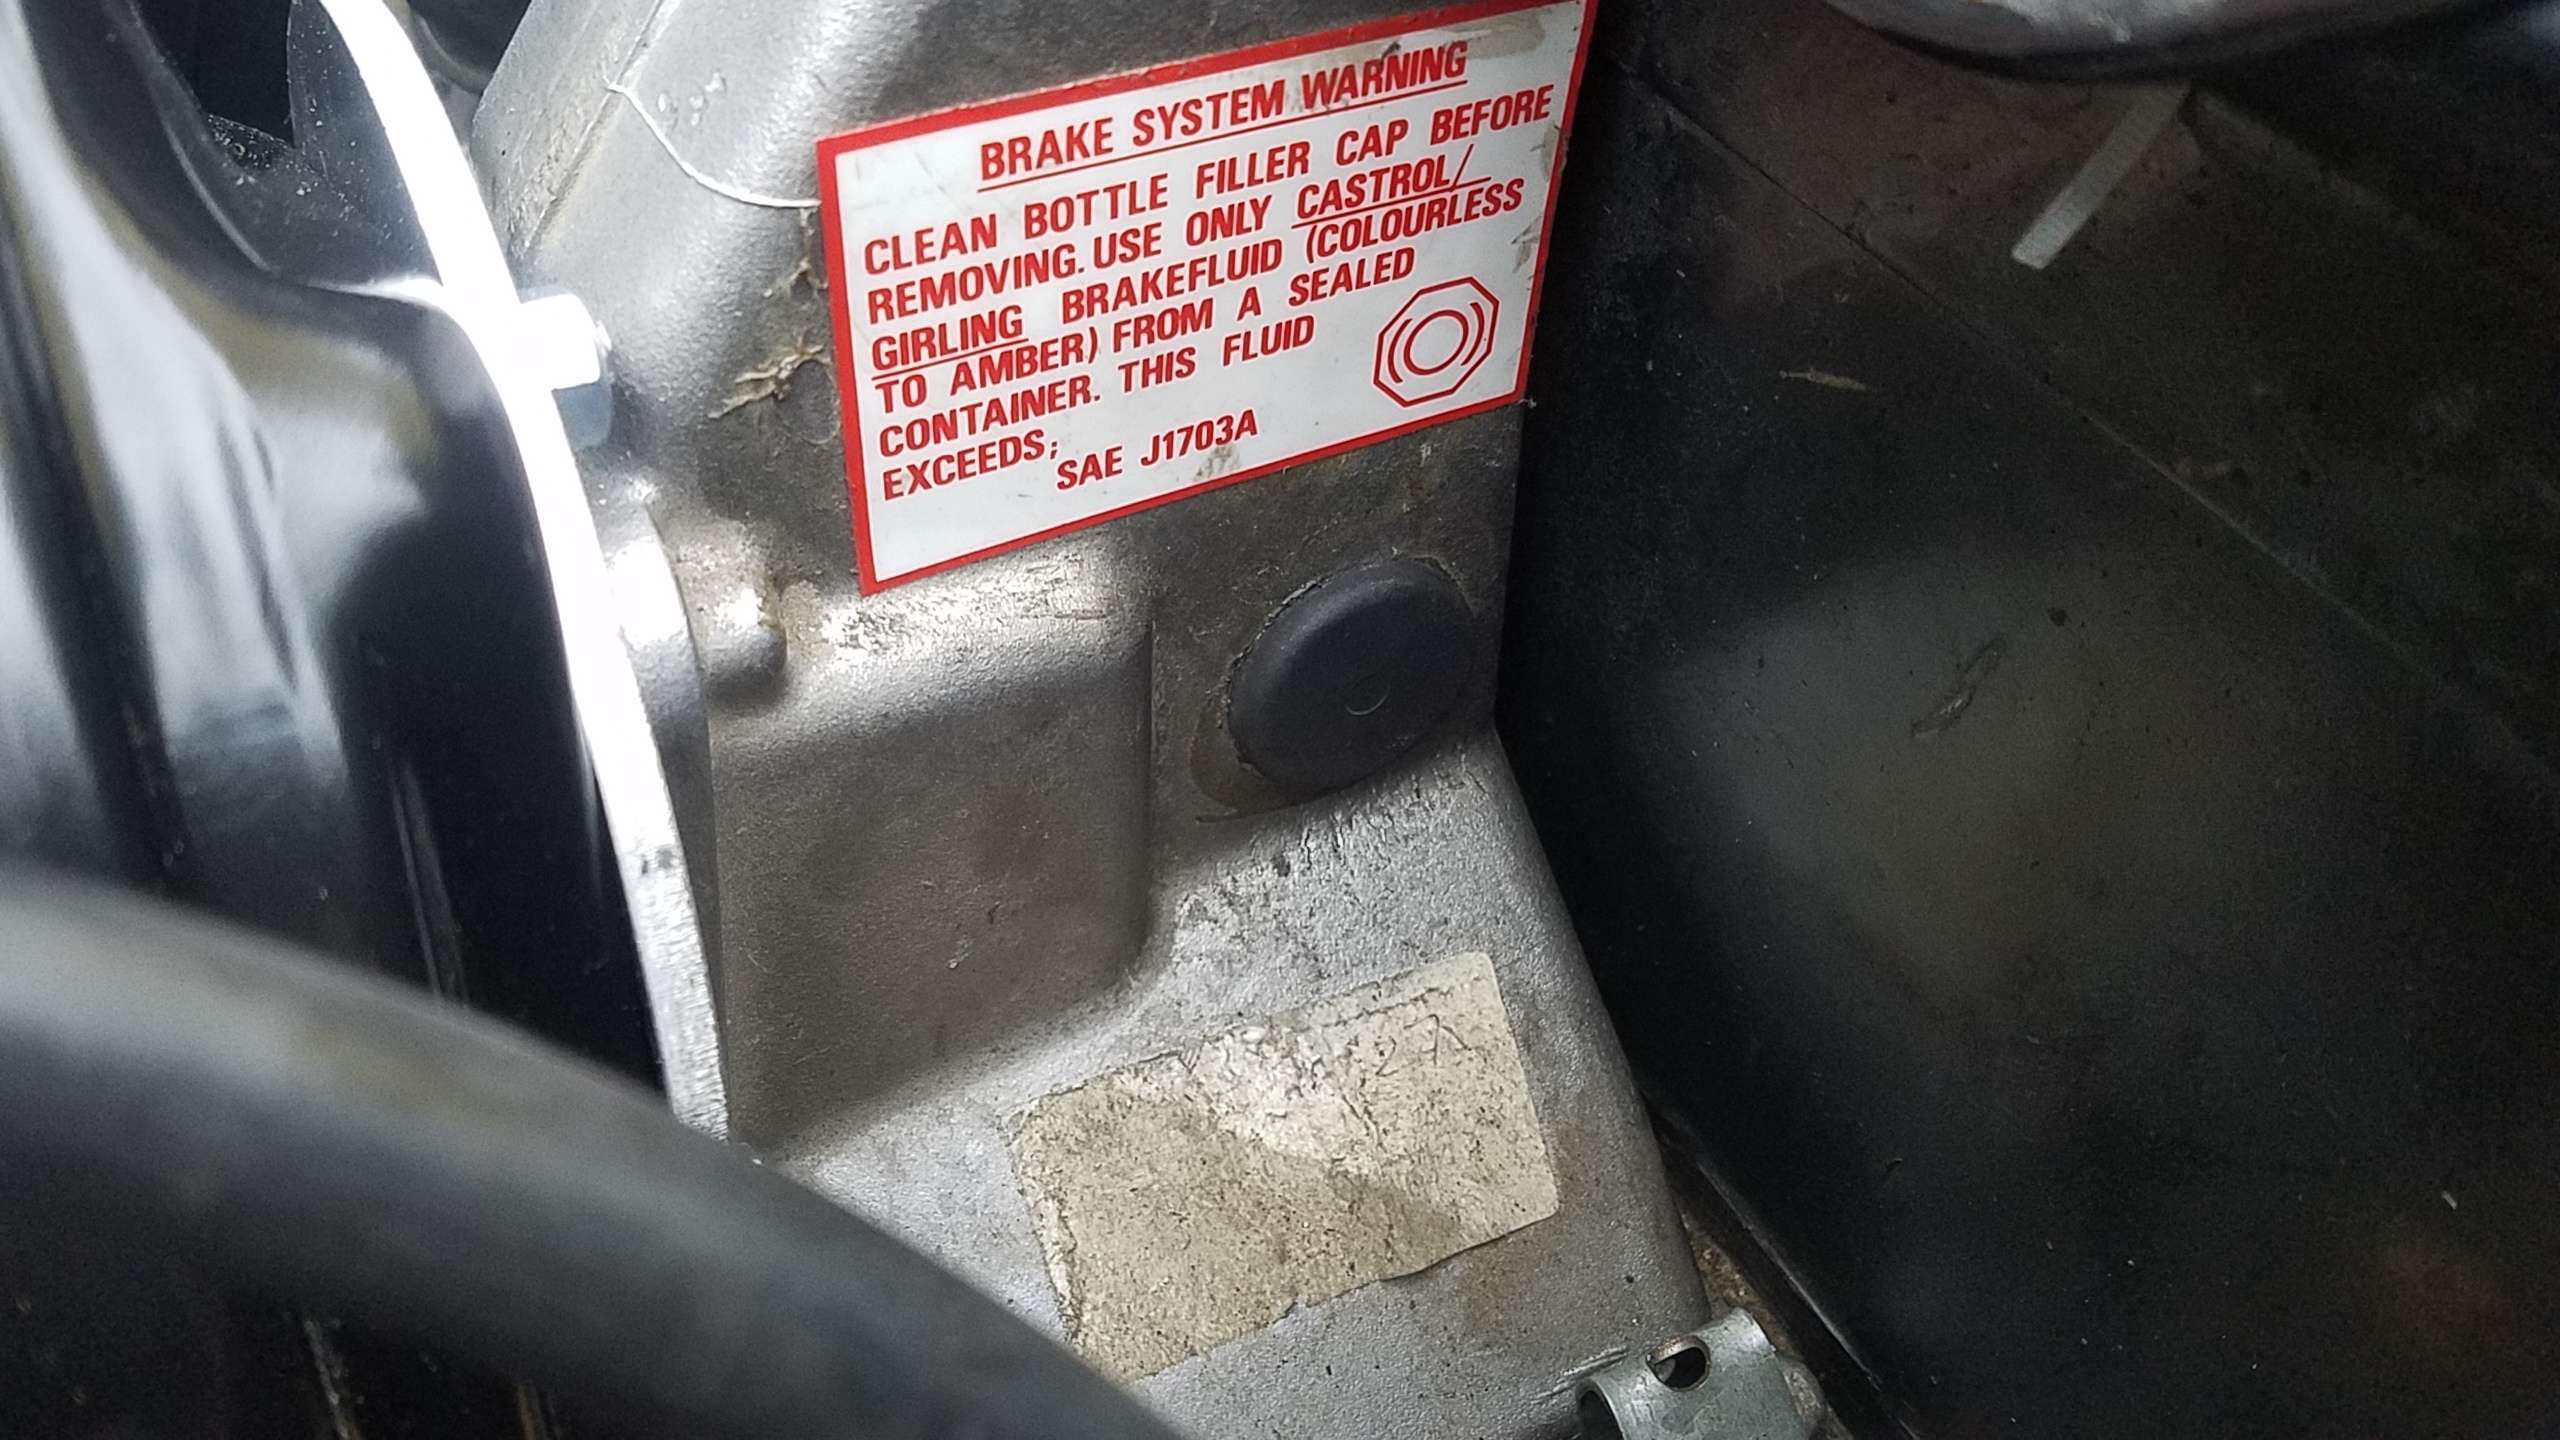 BRAKE SYSTEM WARNING
CLEAN BOTTLE FILLER CAP BEFORE
REMOVING. USE ONLY CASTROL/
GIRLING BRAKEFLUID (COLOURLESS
TO AMBER) FROM A SEALED
CONTAINER. THIS FLUID
EXCEEDS;
SAE J1703A